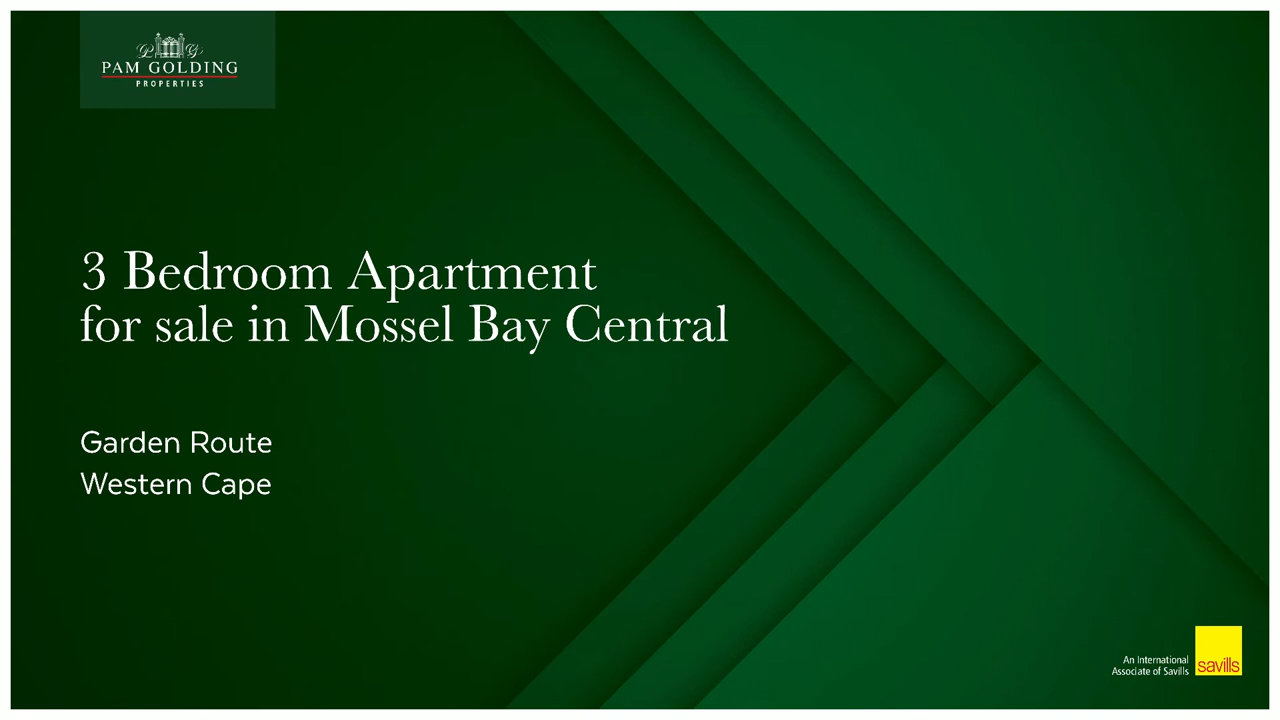 PAM GOLDING
PROPERTIES
3 Bedroom Apartment
for sale in Mossel Bay Central
Garden Route
Western Cape
An International
Associate of Savills
savills